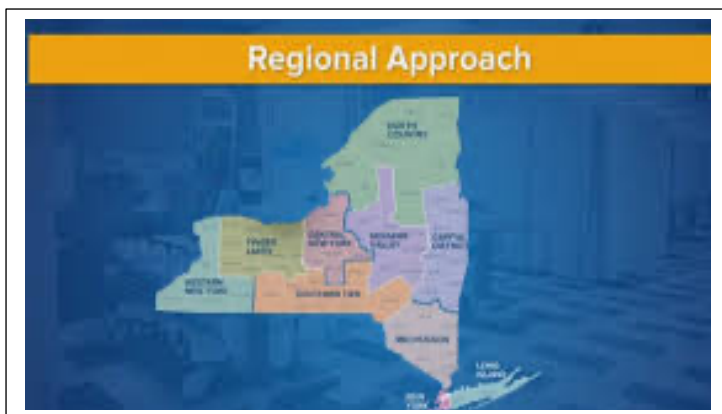 Regional Approach
NORTH
COUNTRY
FINGER
LAKES
CENTRAL
NEW YORK
MOHAWK
VALLEY
CAPITAL
DISTRICT
WESTERN
NEW YORK
SOUTHERN TIER
MID-HUDSON
LONG
ISLAND
NEW
YORK